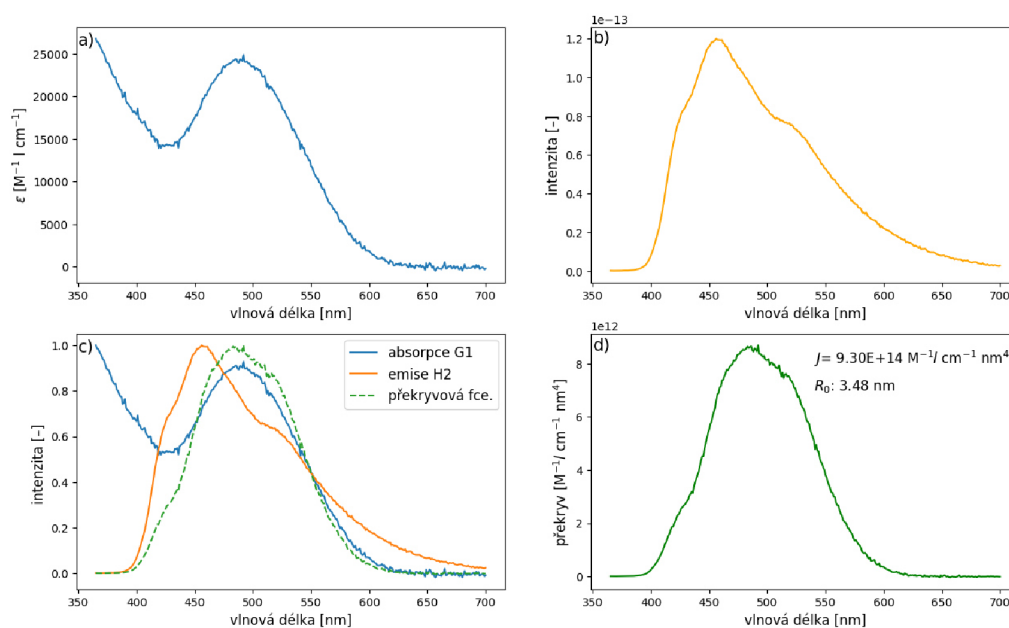 a)
ε [M⁻¹ l cm⁻¹]
25000
20000
15000
10000
5000
0
350 400 450 500 550 600 650 700
vlnová délka [nm]
1e−13
b)
intenzita [–]
1.2
1.0
0.8
0.6
0.4
0.2
0.0
350 400 450 500 550 600 650 700
vlnová délka [nm]
c)
absorpce G1
emise H2
překryvová fce.
intenzita [–]
1.0
0.8
0.6
0.4
0.2
0.0
350 400 450 500 550 600 650 700
vlnová délka [nm]
1e12
d)
J= 9.30E+14 M⁻¹/ cm⁻¹ nm⁴
R₀: 3.48 nm
překryv [M⁻¹/ cm⁻¹ nm⁴]
8
6
4
2
0
350 400 450 500 550 600 650 700
vlnová délka [nm]